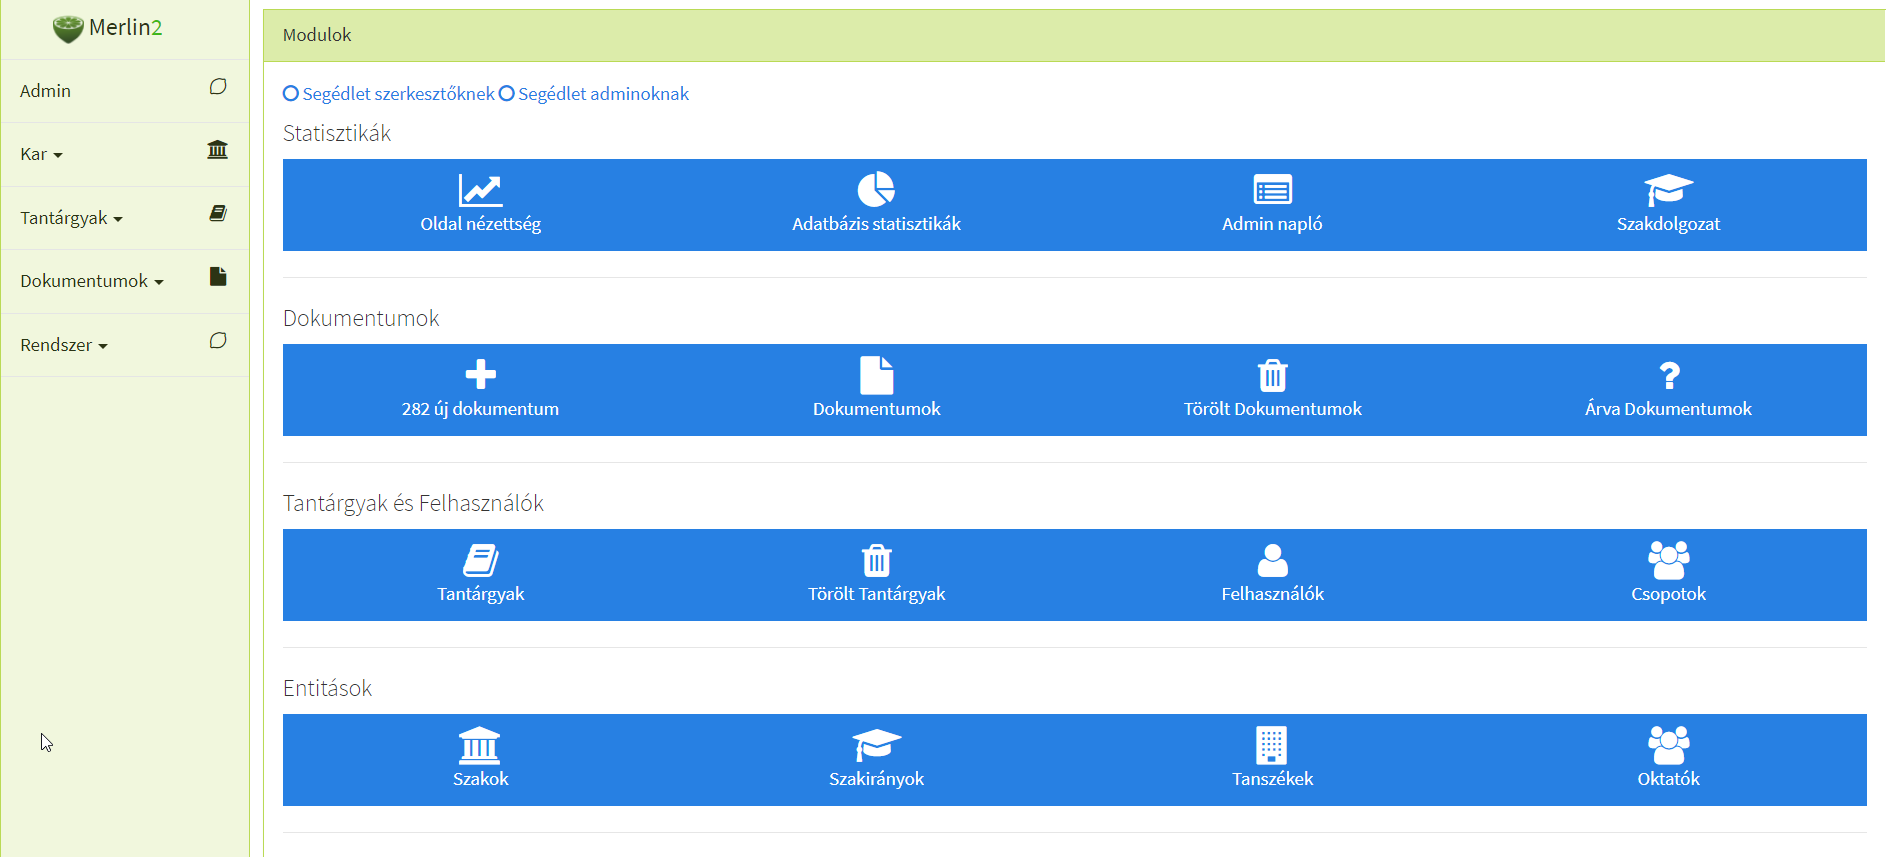 Merlin2
Admin
Kar
Tantárgyak
Dokumentumok
Rendszer
Modulok
Segédlet szerkesztőknek Segédlet adminoknak
Statisztikák
Oldal nézettség Adatbázis statisztikák Admin napló Szakdolgozat
Dokumentumok
282 új dokumentum Dokumentumok Törölt Dokumentumok Árva Dokumentumok
Tantárgyak és Felhasználók
Tantárgyak Törölt Tantárgyak Felhasználók Csopotok
Entitások
Szakok Szakirányok Tanszékek Oktatók